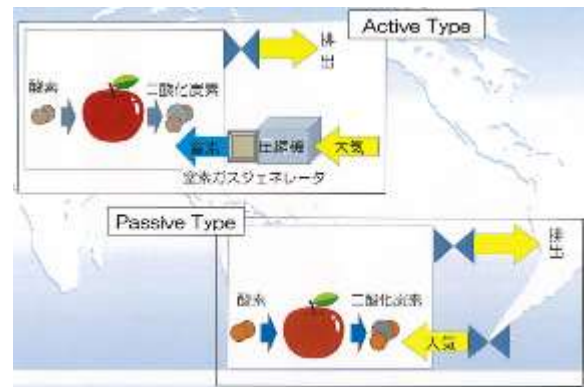 Active Type
排出
酸素
二酸化炭素
窒素
圧縮機
大気
窒素ガスジェネレータ
Passive Type
排出
酸素
二酸化炭素
大気